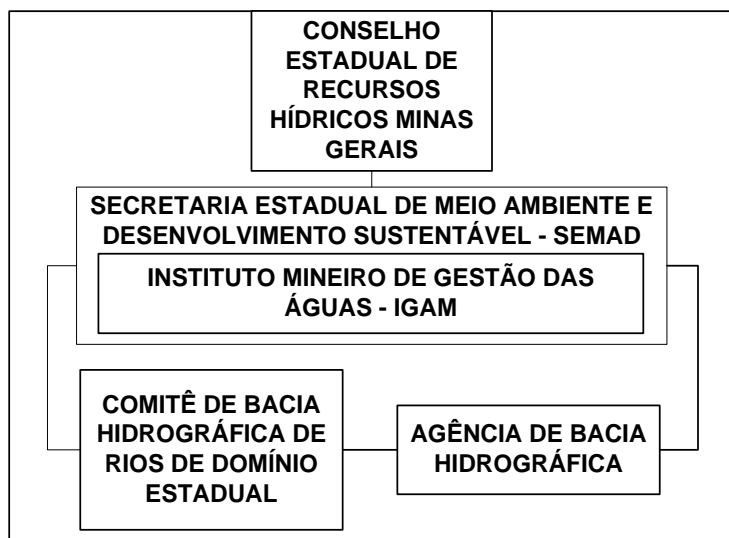 CONSELHO
ESTADUAL DE
RECURSOS
HÍDRICOS MINAS
GERAIS
SECRETARIA ESTADUAL DE MEIO AMBIENTE E
DESENVOLVIMENTO SUSTENTÁVEL - SEMAD
INSTITUTO MINEIRO DE GESTÃO DAS
ÁGUAS - IGAM
COMITÊ DE BACIA
HIDROGRÁFICA DE
RIOS DE DOMÍNIO
ESTADUAL
AGÊNCIA DE BACIA
HIDROGRÁFICA